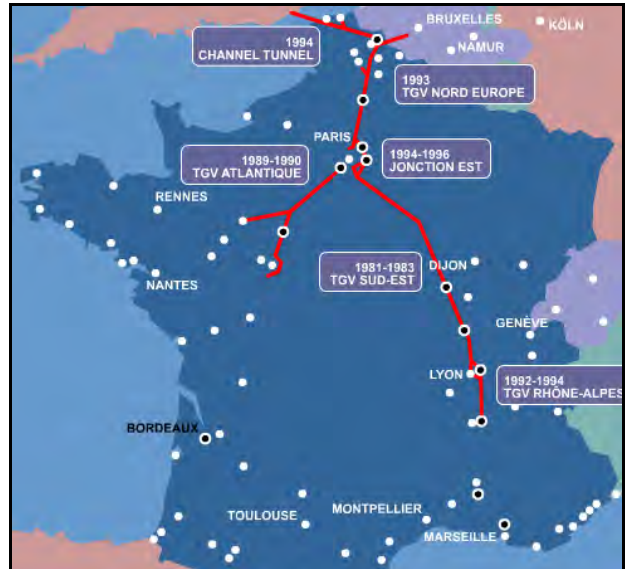 BRUXELLES
KÖLN
1994
CHANNEL TUNNEL
NAMUR
1993
TGV NORD EUROPE
PARIS
1989-1990
TGV ATLANTIQUE
1994-1996
JONCTION EST
RENNES
1981-1983
TGV SUD-EST
DIJON
NANTES
GENÈVE
LYON
1992-1994
TGV RHÔNE-ALPES
BORDEAUX
TOULOUSE
MONTPELLIER
MARSEILLE